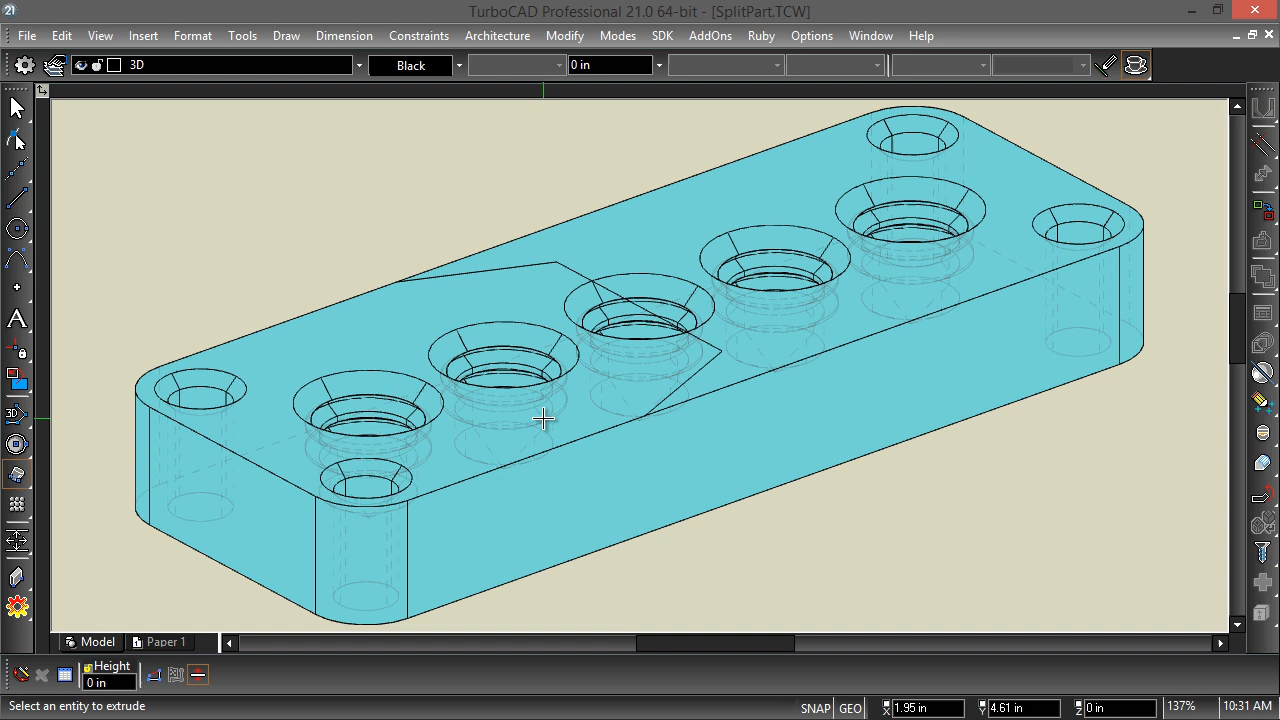 21
TurboCAD Professional 21.0 64-bit - [SplitPart.TCW]
File Edit View Insert Format Tools Draw Dimension Constraints Architecture Modify Modes SDK AddOns Ruby Options Window Help
3D Black 0 in
3D
Model Paper 1
Height
0 in
Select an entity to extrude SNAP GEO X 1.95 in Y 4.61 in Z 0 in 137% 10:31 AM